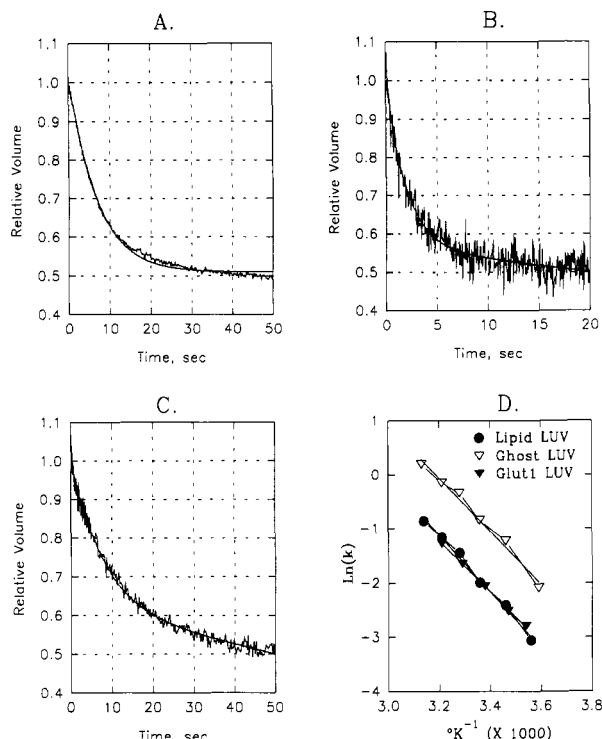 A.
Relative Volume
1.1
1.0
0.9
0.8
0.7
0.6
0.5
0.4
0 10 20 30 40 50
Time, sec
B.
Relative Volume
1.1
1.0
0.9
0.8
0.7
0.6
0.5
0.4
0 5 10 15 20
Time, sec
C.
Relative Volume
1.1
1.0
0.9
0.8
0.7
0.6
0.5
0.4
0 10 20 30 40 50
Time, sec
D.
Lipid LUV
Ghost LUV
Glut1 LUV
Ln(k)
1
0
-1
-2
-3
-4
3.0 3.2 3.4 3.6 3.8
°K⁻¹ (X 1000)